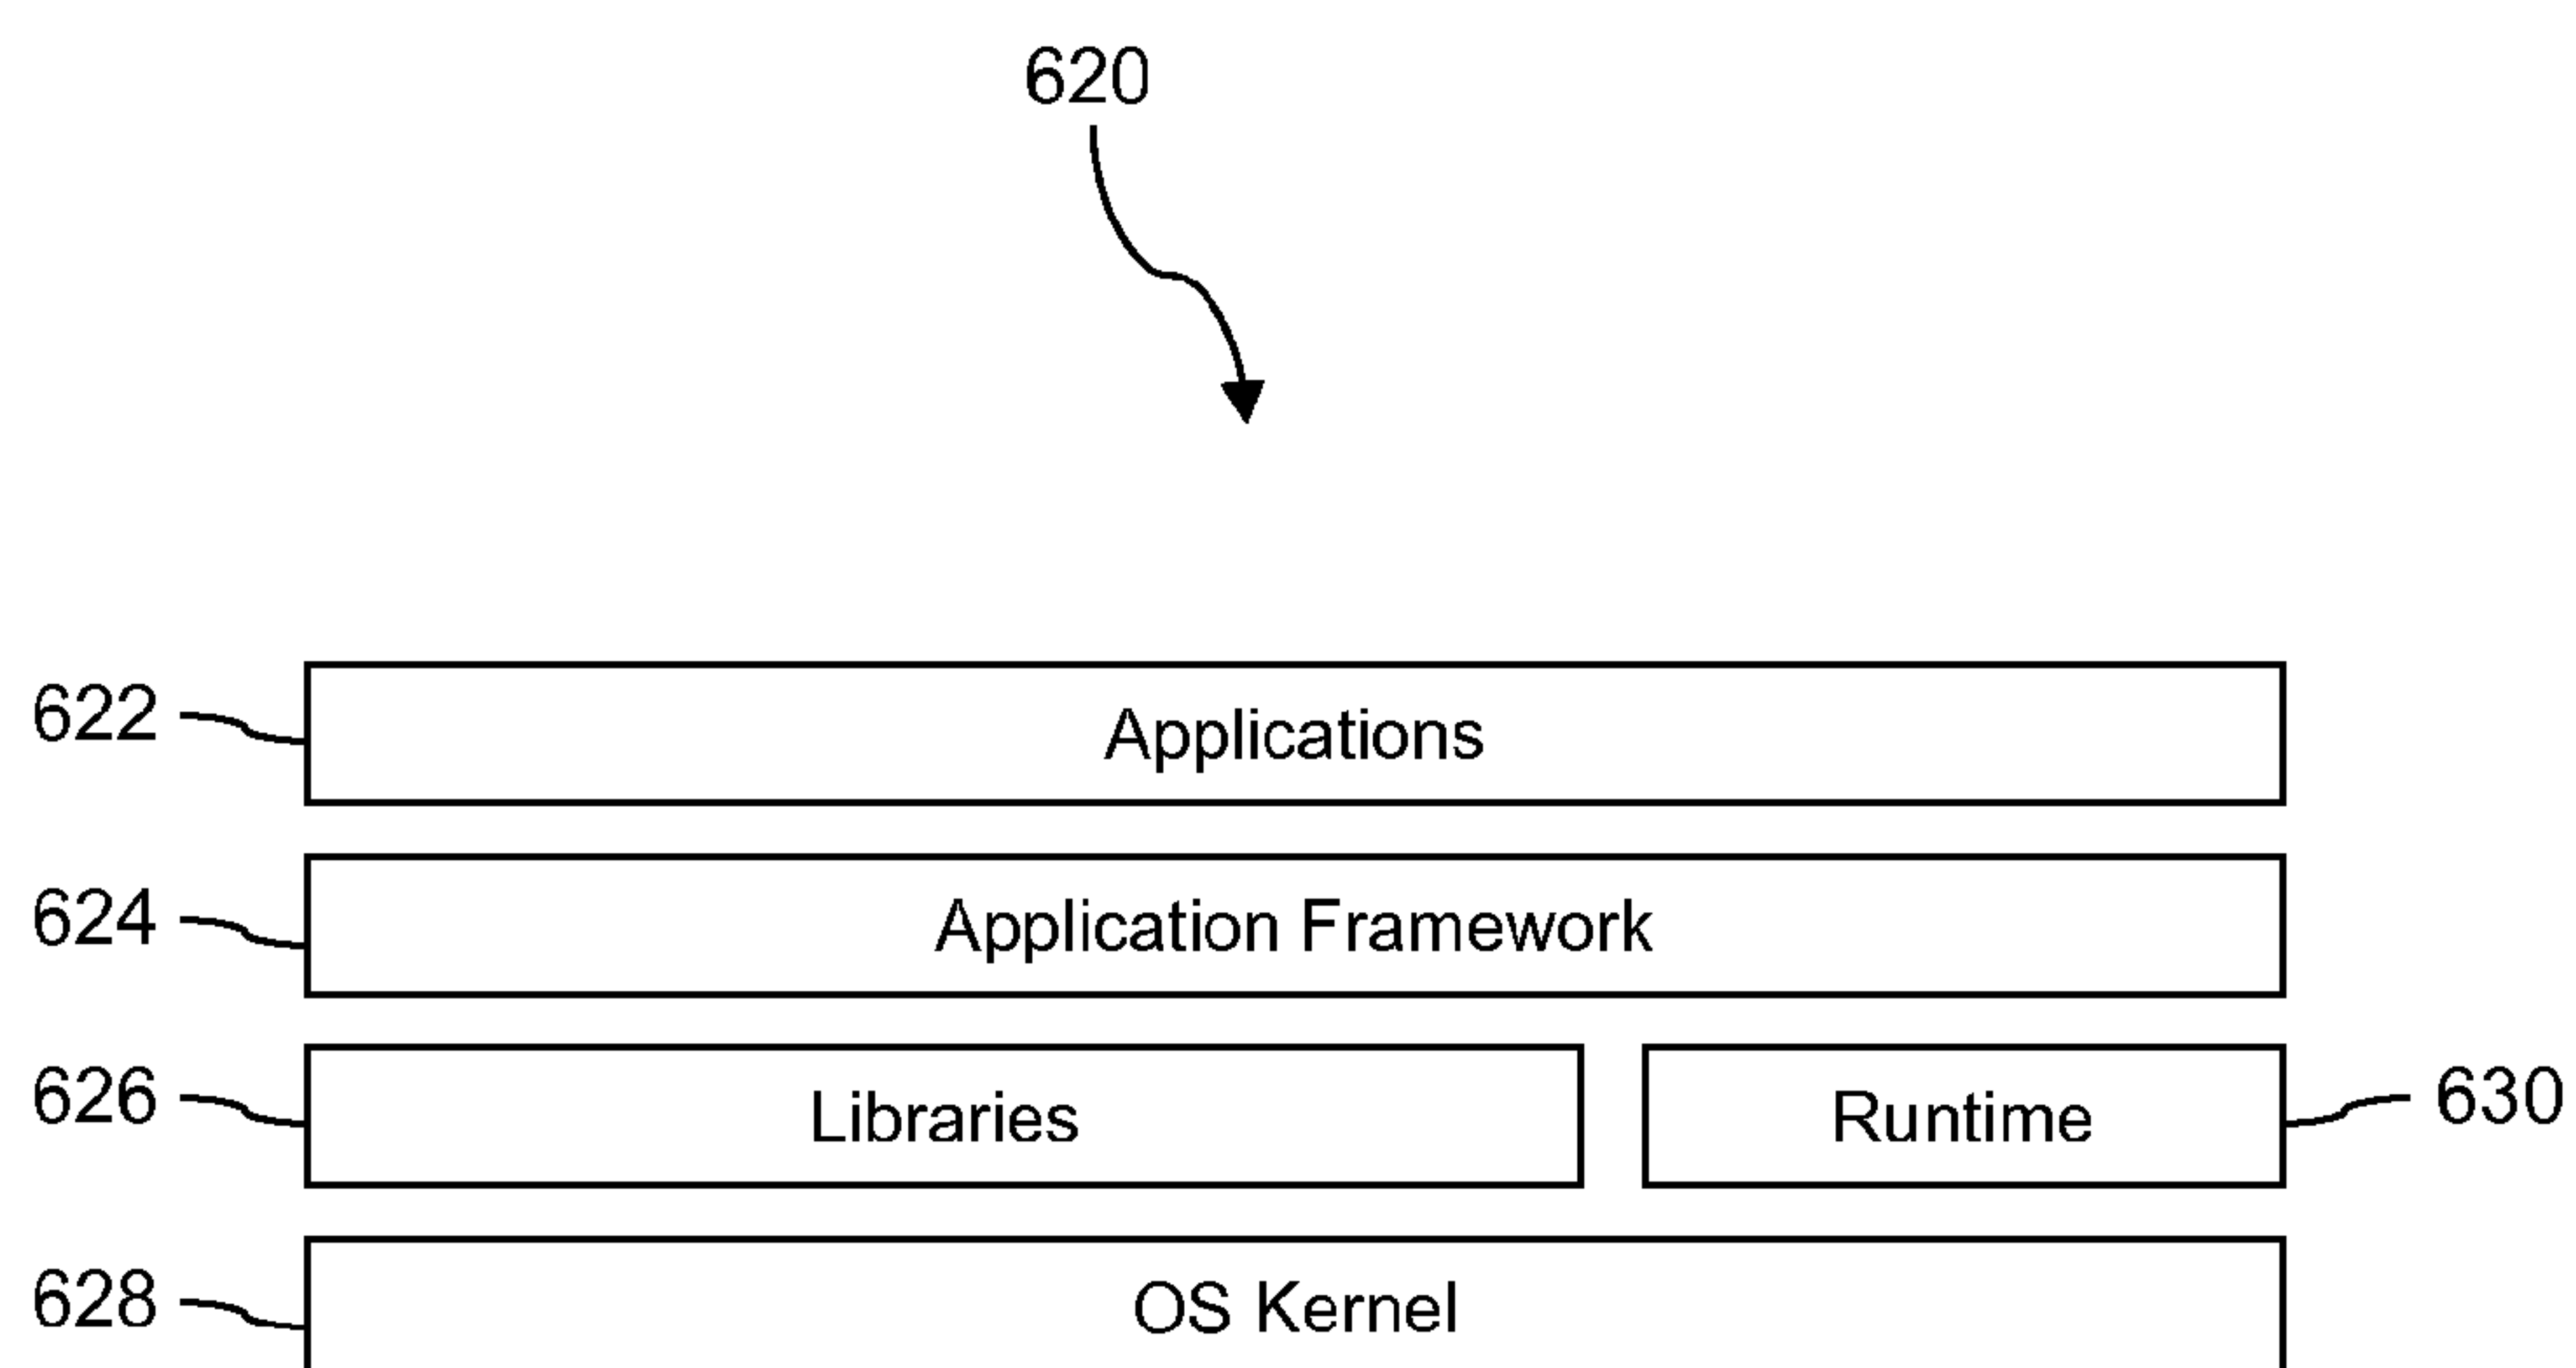 620
622 Applications
624 Application Framework
626 Libraries Runtime 630
628 OS Kernel